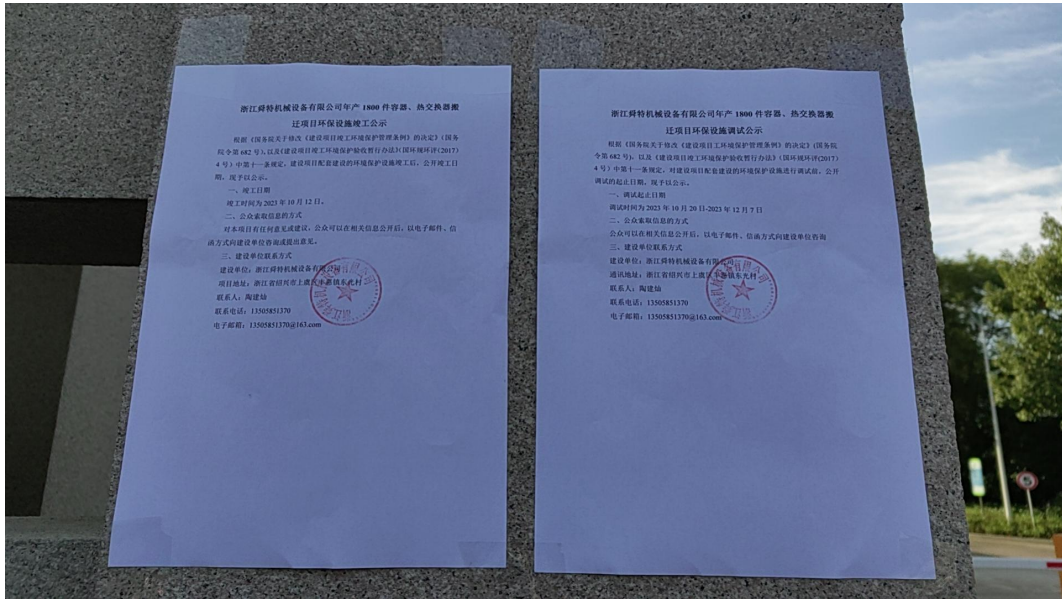 浙江舜特机械设备有限公司年产 1800 件容器、热交换器搬
迁项目环保设施竣工公示
根据《国务院关于修改《建设项目竣工环境保护管理条例》的决定》(国务
院令第 682 号)、以及《建设项目竣工环境保护验收暂行办法》(国环规环评(2017)
4 号)中第十一条规定,建设项目配套建设的环境保护设施竣工后,公开竣工日
期,现予以公示。
一、竣工日期
竣工时间为 2023 年 10 月 12 日。
二、公众索取信息的方式
对本项目有任何意见或建议,公众可以在相关信息公开后,以电子邮件、信
函方式向建设单位咨询或提出意见。
三、建设单位联系方式
建设单位:浙江舜特机械设备有限公司
项目地址:浙江省绍兴市上虞区丰惠镇东光村
联系人:陶建灿
联系电话:13505851370
电子邮箱:13505851370@163.com
浙江舜特机械设备有限公司年产 1800 件容器、热交换器搬
迁项目环保设施调试公示
根据《国务院关于修改《建设项目竣工环境保护管理条例》的决定》(国务院
令第 682 号)、以及《建设项目竣工环境保护验收暂行办法》(国环规环评(2017)
4 号)中第十一条规定,对建设项目配套建设的环境保护设施进行调试前,公开
调试的起止日期,现予以公示。
一、调试起止日期
调试时间为 2023 年 10 月 20 日-2023 年 12 月 7 日
二、公众索取信息的方式
公众可以在相关信息公开后,以电子邮件、信函方式向建设单位咨询
三、建设单位联系方式
建设单位:浙江舜特机械设备有限公司
通讯地址:浙江省绍兴市上虞区丰惠镇东光村
联系人:陶建灿
联系电话:13505851370
电子邮箱:13505851370@163.com